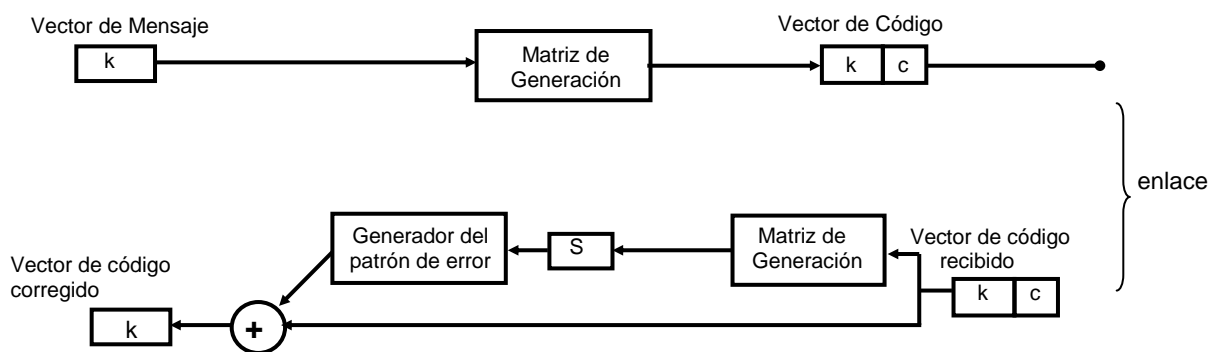 Vector de Mensaje
k
Matriz de
Generación
Vector de Código
k c
enlace
Generador del
patrón de error
S
Matriz de
Generación
Vector de código
recibido
k c
Vector de código
corregido
k
+